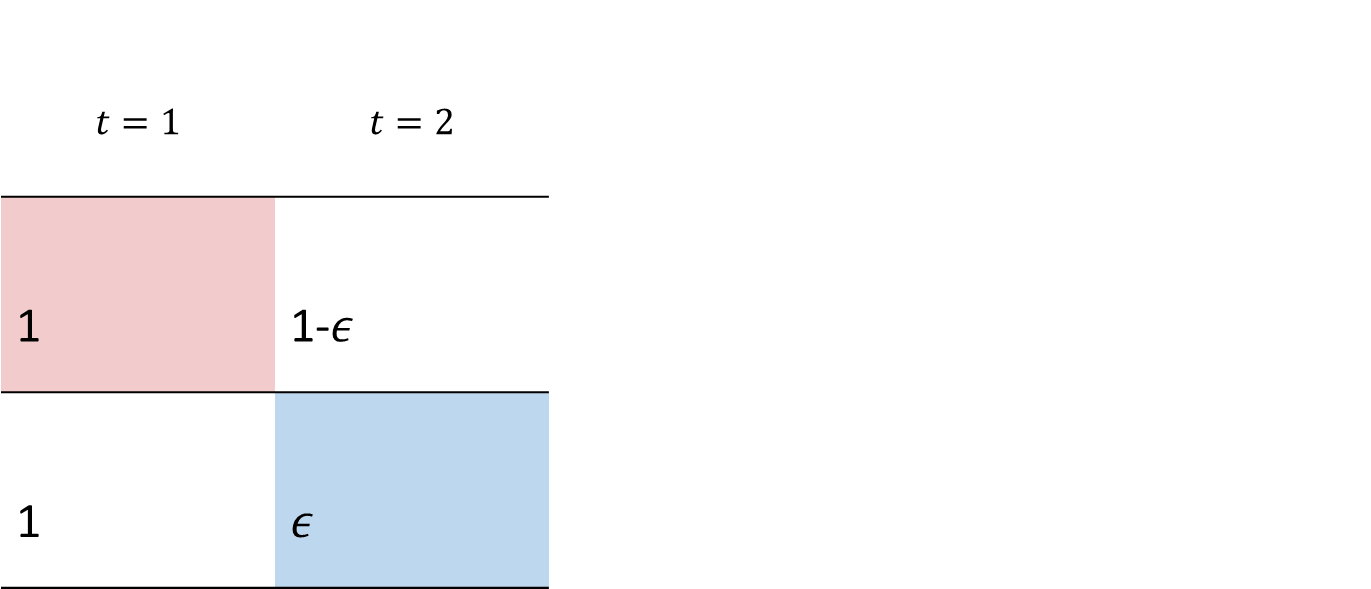 t = 1 t = 2
1 1-ϵ
1 ϵ